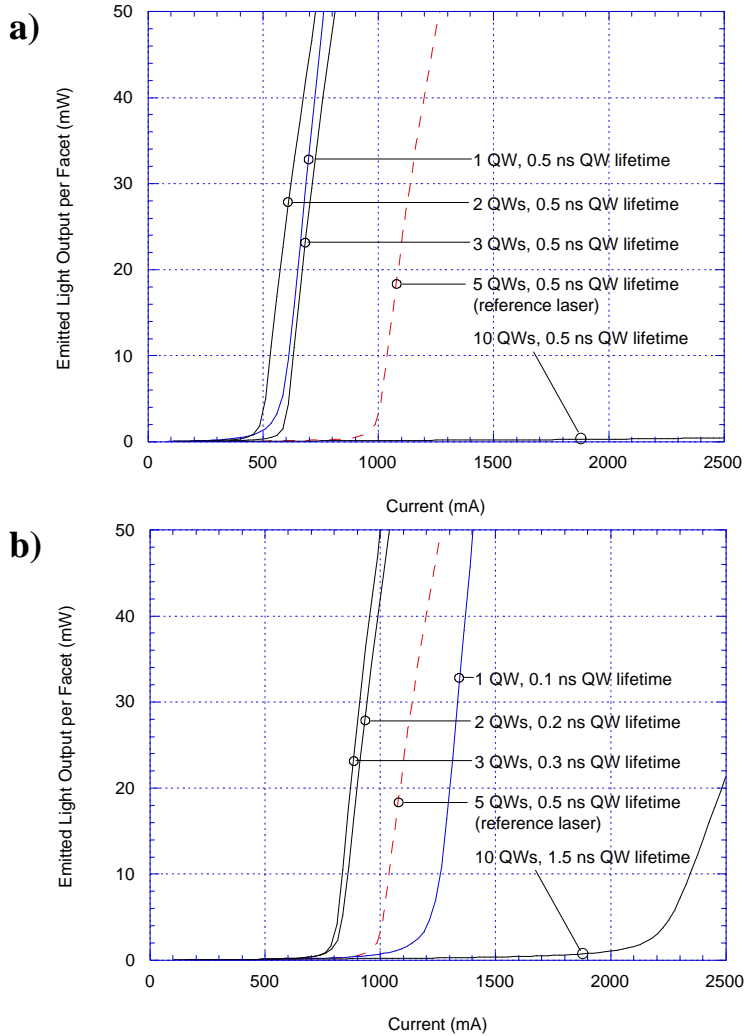 a)
50
40
30
20
10
0
Emitted Light Output per Facet (mW)
1 QW, 0.5 ns QW lifetime
2 QWs, 0.5 ns QW lifetime
3 QWs, 0.5 ns QW lifetime
5 QWs, 0.5 ns QW lifetime
(reference laser)
10 QWs, 0.5 ns QW lifetime
0 500 1000 1500 2000 2500
Current (mA)
b)
50
40
30
20
10
0
Emitted Light Output per Facet (mW)
1 QW, 0.1 ns QW lifetime
2 QWs, 0.2 ns QW lifetime
3 QWs, 0.3 ns QW lifetime
5 QWs, 0.5 ns QW lifetime
(reference laser)
10 QWs, 1.5 ns QW lifetime
0 500 1000 1500 2000 2500
Current (mA)